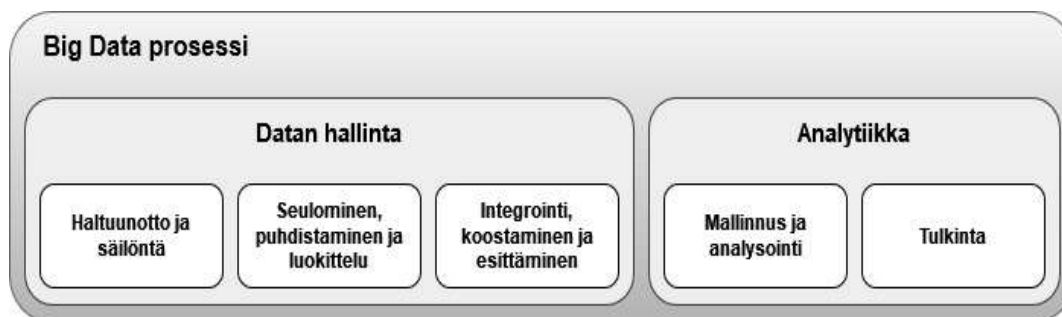 Big Data prosessi
Datan hallinta
Haltuunotto ja
säilöntä
Seulominen,
puhdistaminen ja
luokittelu
Integrointi,
koostaminen ja
esittäminen
Analytiikka
Mallinnus ja
analysointi
Tulkinta